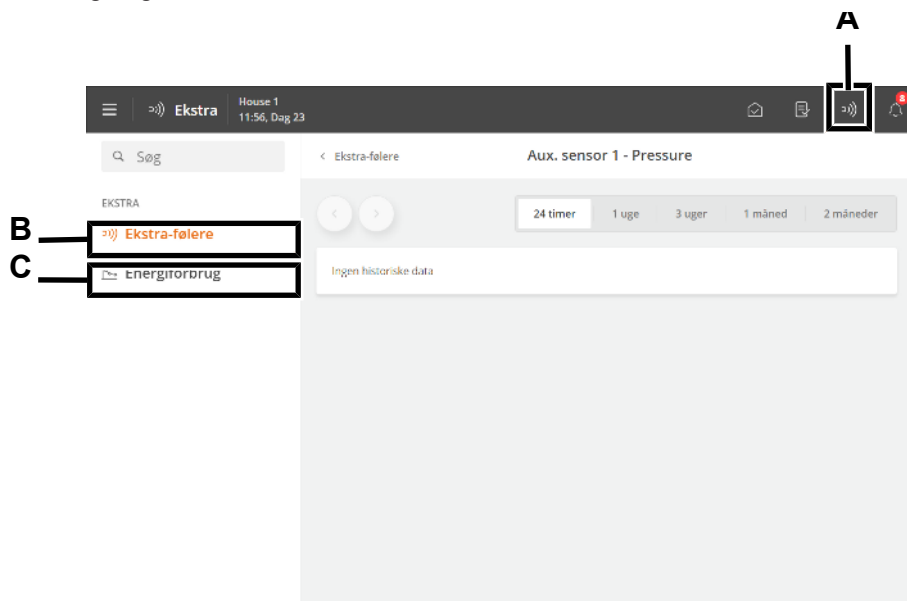 A
Ekstra
House 1
11:56, Dag 23
8
Søg
Ekstra-følere
Aux. sensor 1 - Pressure
EKSTRA
24 timer
1 uge
3 uger
1 måned
2 måneder
B
Ekstra-følere
C
Energiforbrug
Ingen historiske data